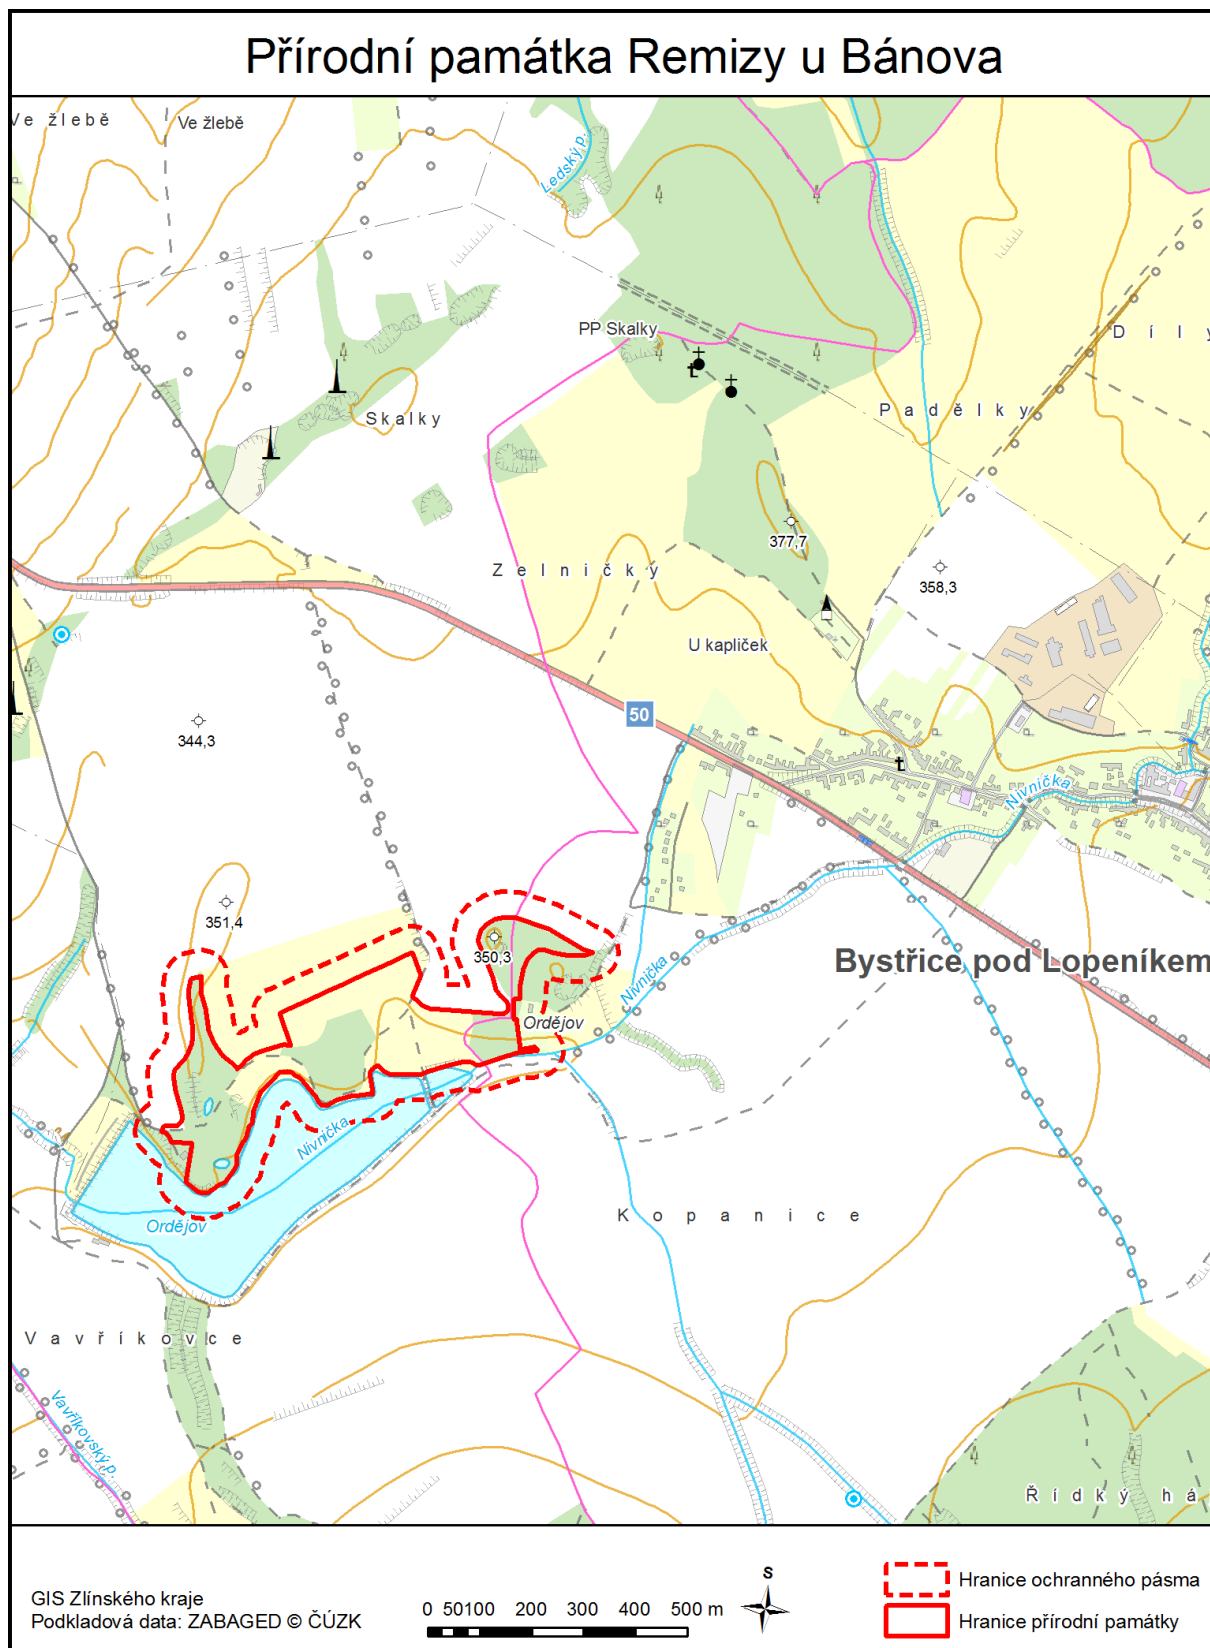 Přírodní památka Remizy u Bánova
Ve žlebě
Ve žlebě
Ledský p.
PP Skalky
D í l y
Skalky
P a d ě l k y
377,7
Z e l n i č k y
358,3
U kapliček
50
344,3
Nivnička
351,4
350,3
Bystřice pod Lopeníkem
Nivnička
Ordějov
Nivnička
Ordějov
K o p a n i c e
V a v ř í k o v c e
Vavříkovský p.
Ř í d k ý h á
GIS Zlínského kraje
Podkladová data: ZABAGED © ČÚZK
0 50100 200 300 400 500 m
S
Hranice ochranného pásma
Hranice přírodní památky